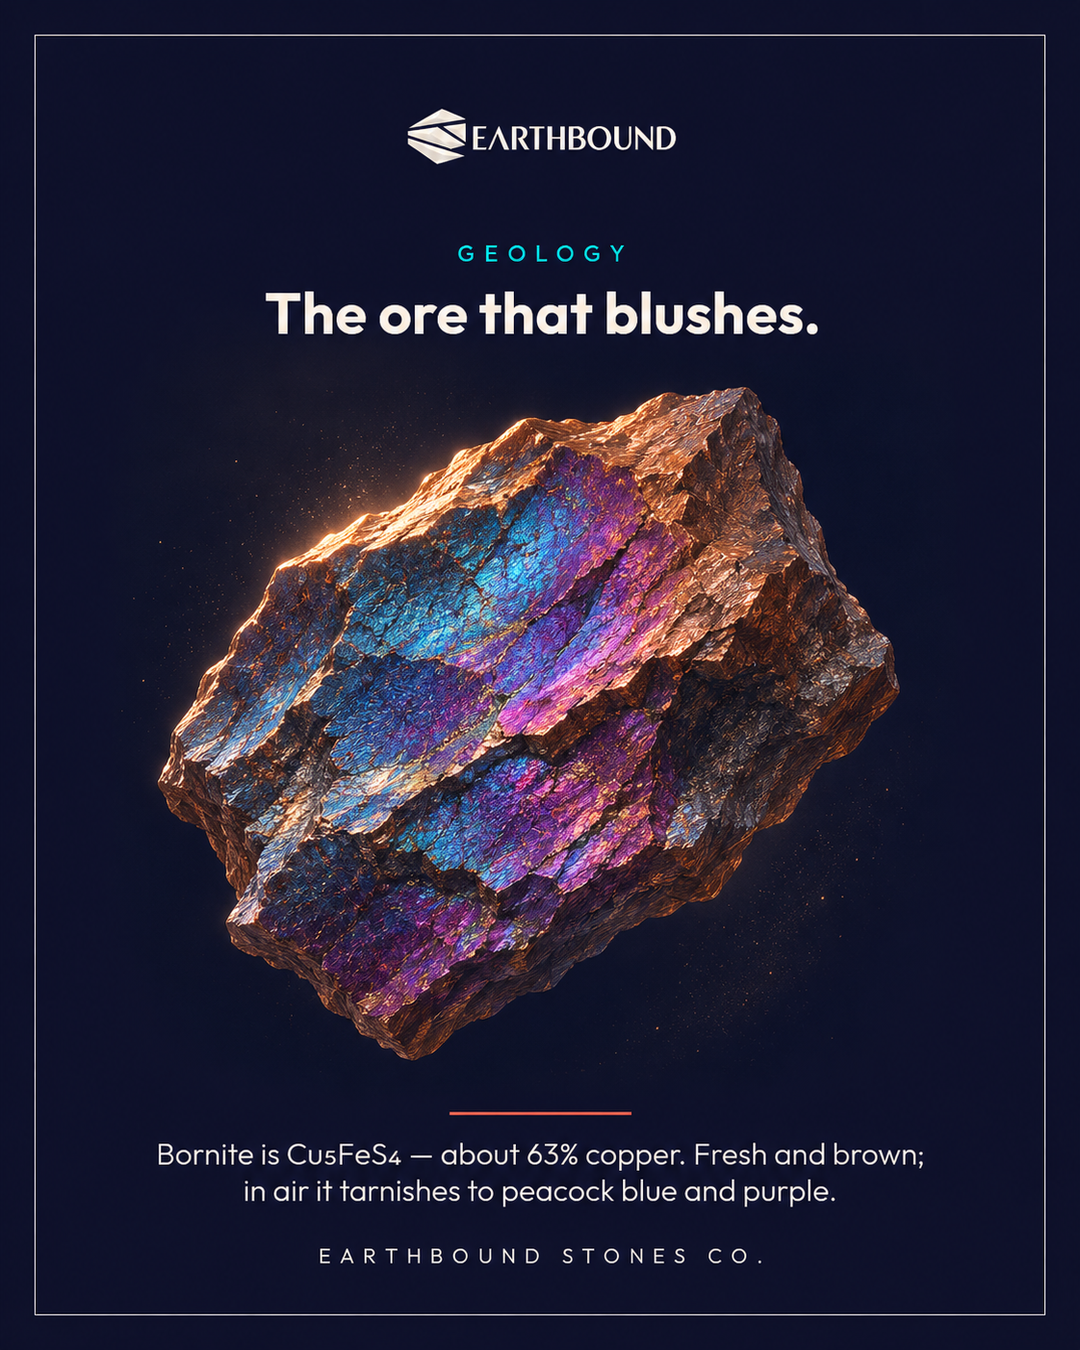 EARTHBOUND
GEOLOGY
The ore that blushes.
Bornite is Cu₅FeS₄ — about 63% copper. Fresh and brown;
in air it tarnishes to peacock blue and purple.
EARTHBOUND STONES CO.